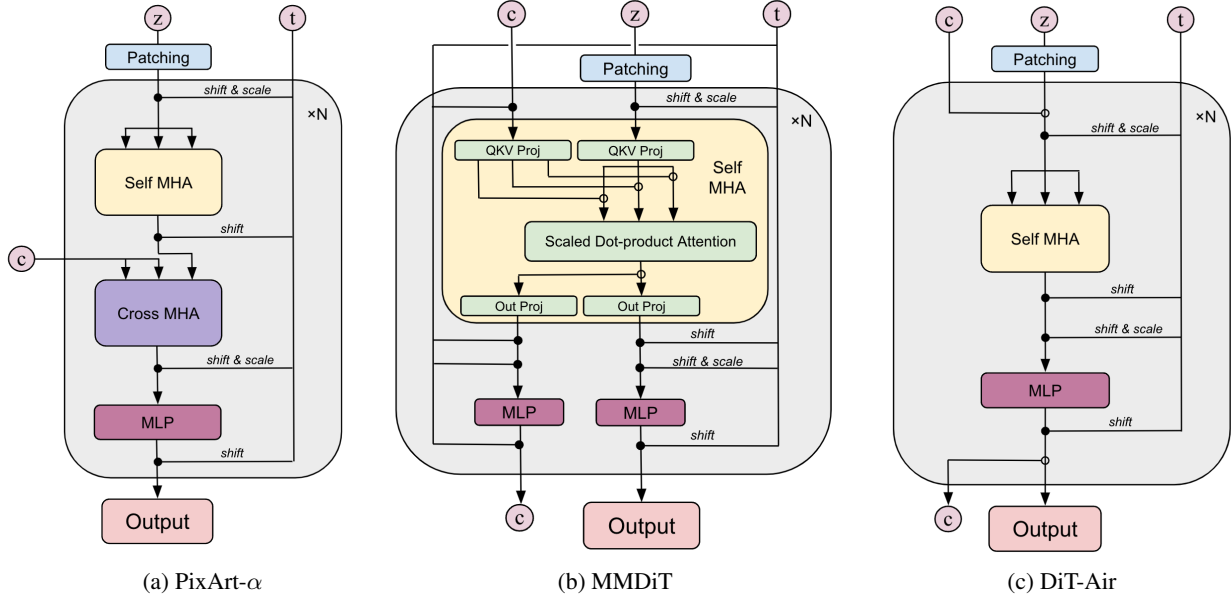 z
t
Patching
shift & scale
×N
Self MHA
shift
c
Cross MHA
shift & scale
MLP
shift
Output
(a) PixArt-α
c
z
t
Patching
shift & scale
×N
QKV Proj
QKV Proj
Self
MHA
Scaled Dot-product Attention
Out Proj
Out Proj
shift
shift & scale
MLP
MLP
shift
c
Output
(b) MMDiT
c
z
t
Patching
×N
shift & scale
Self MHA
shift
shift & scale
MLP
shift
c
Output
(c) DiT-Air